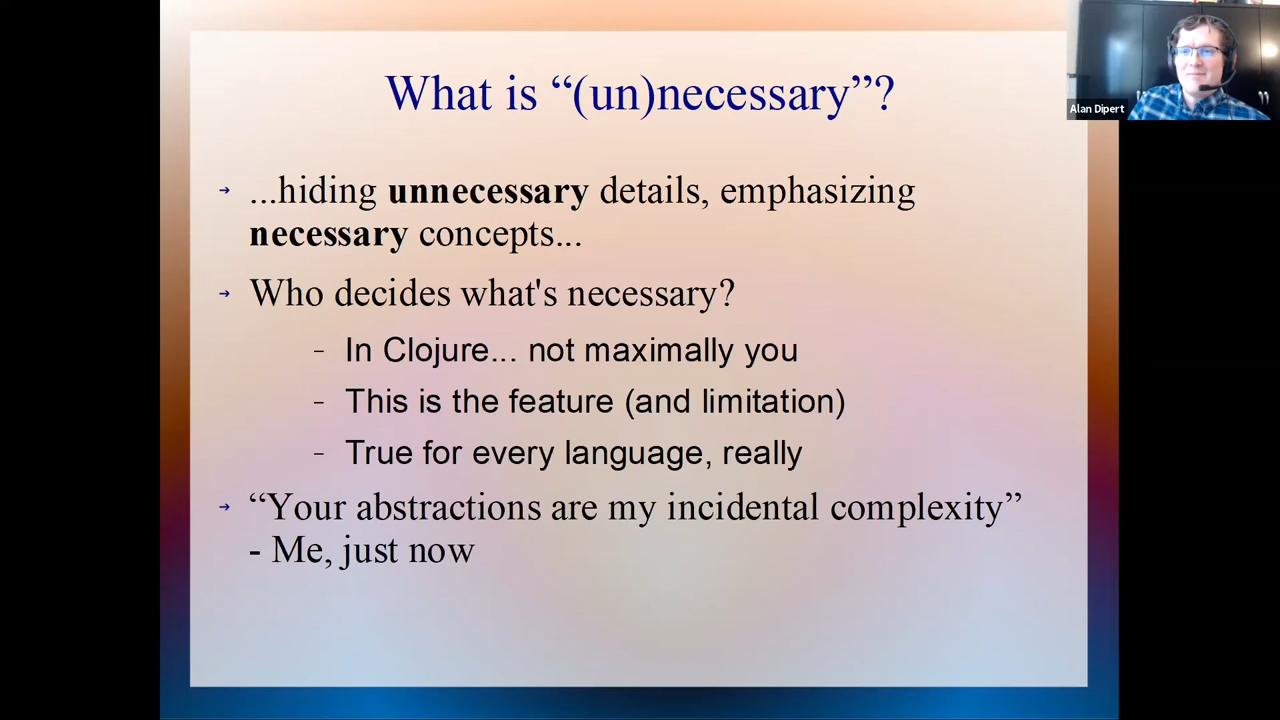 What is “(un)necessary”?
Alan Dipert
...hiding unnecessary details, emphasizing
necessary concepts...
Who decides what's necessary?
– In Clojure... not maximally you
– This is the feature (and limitation)
– True for every language, really
“Your abstractions are my incidental complexity”
- Me, just now